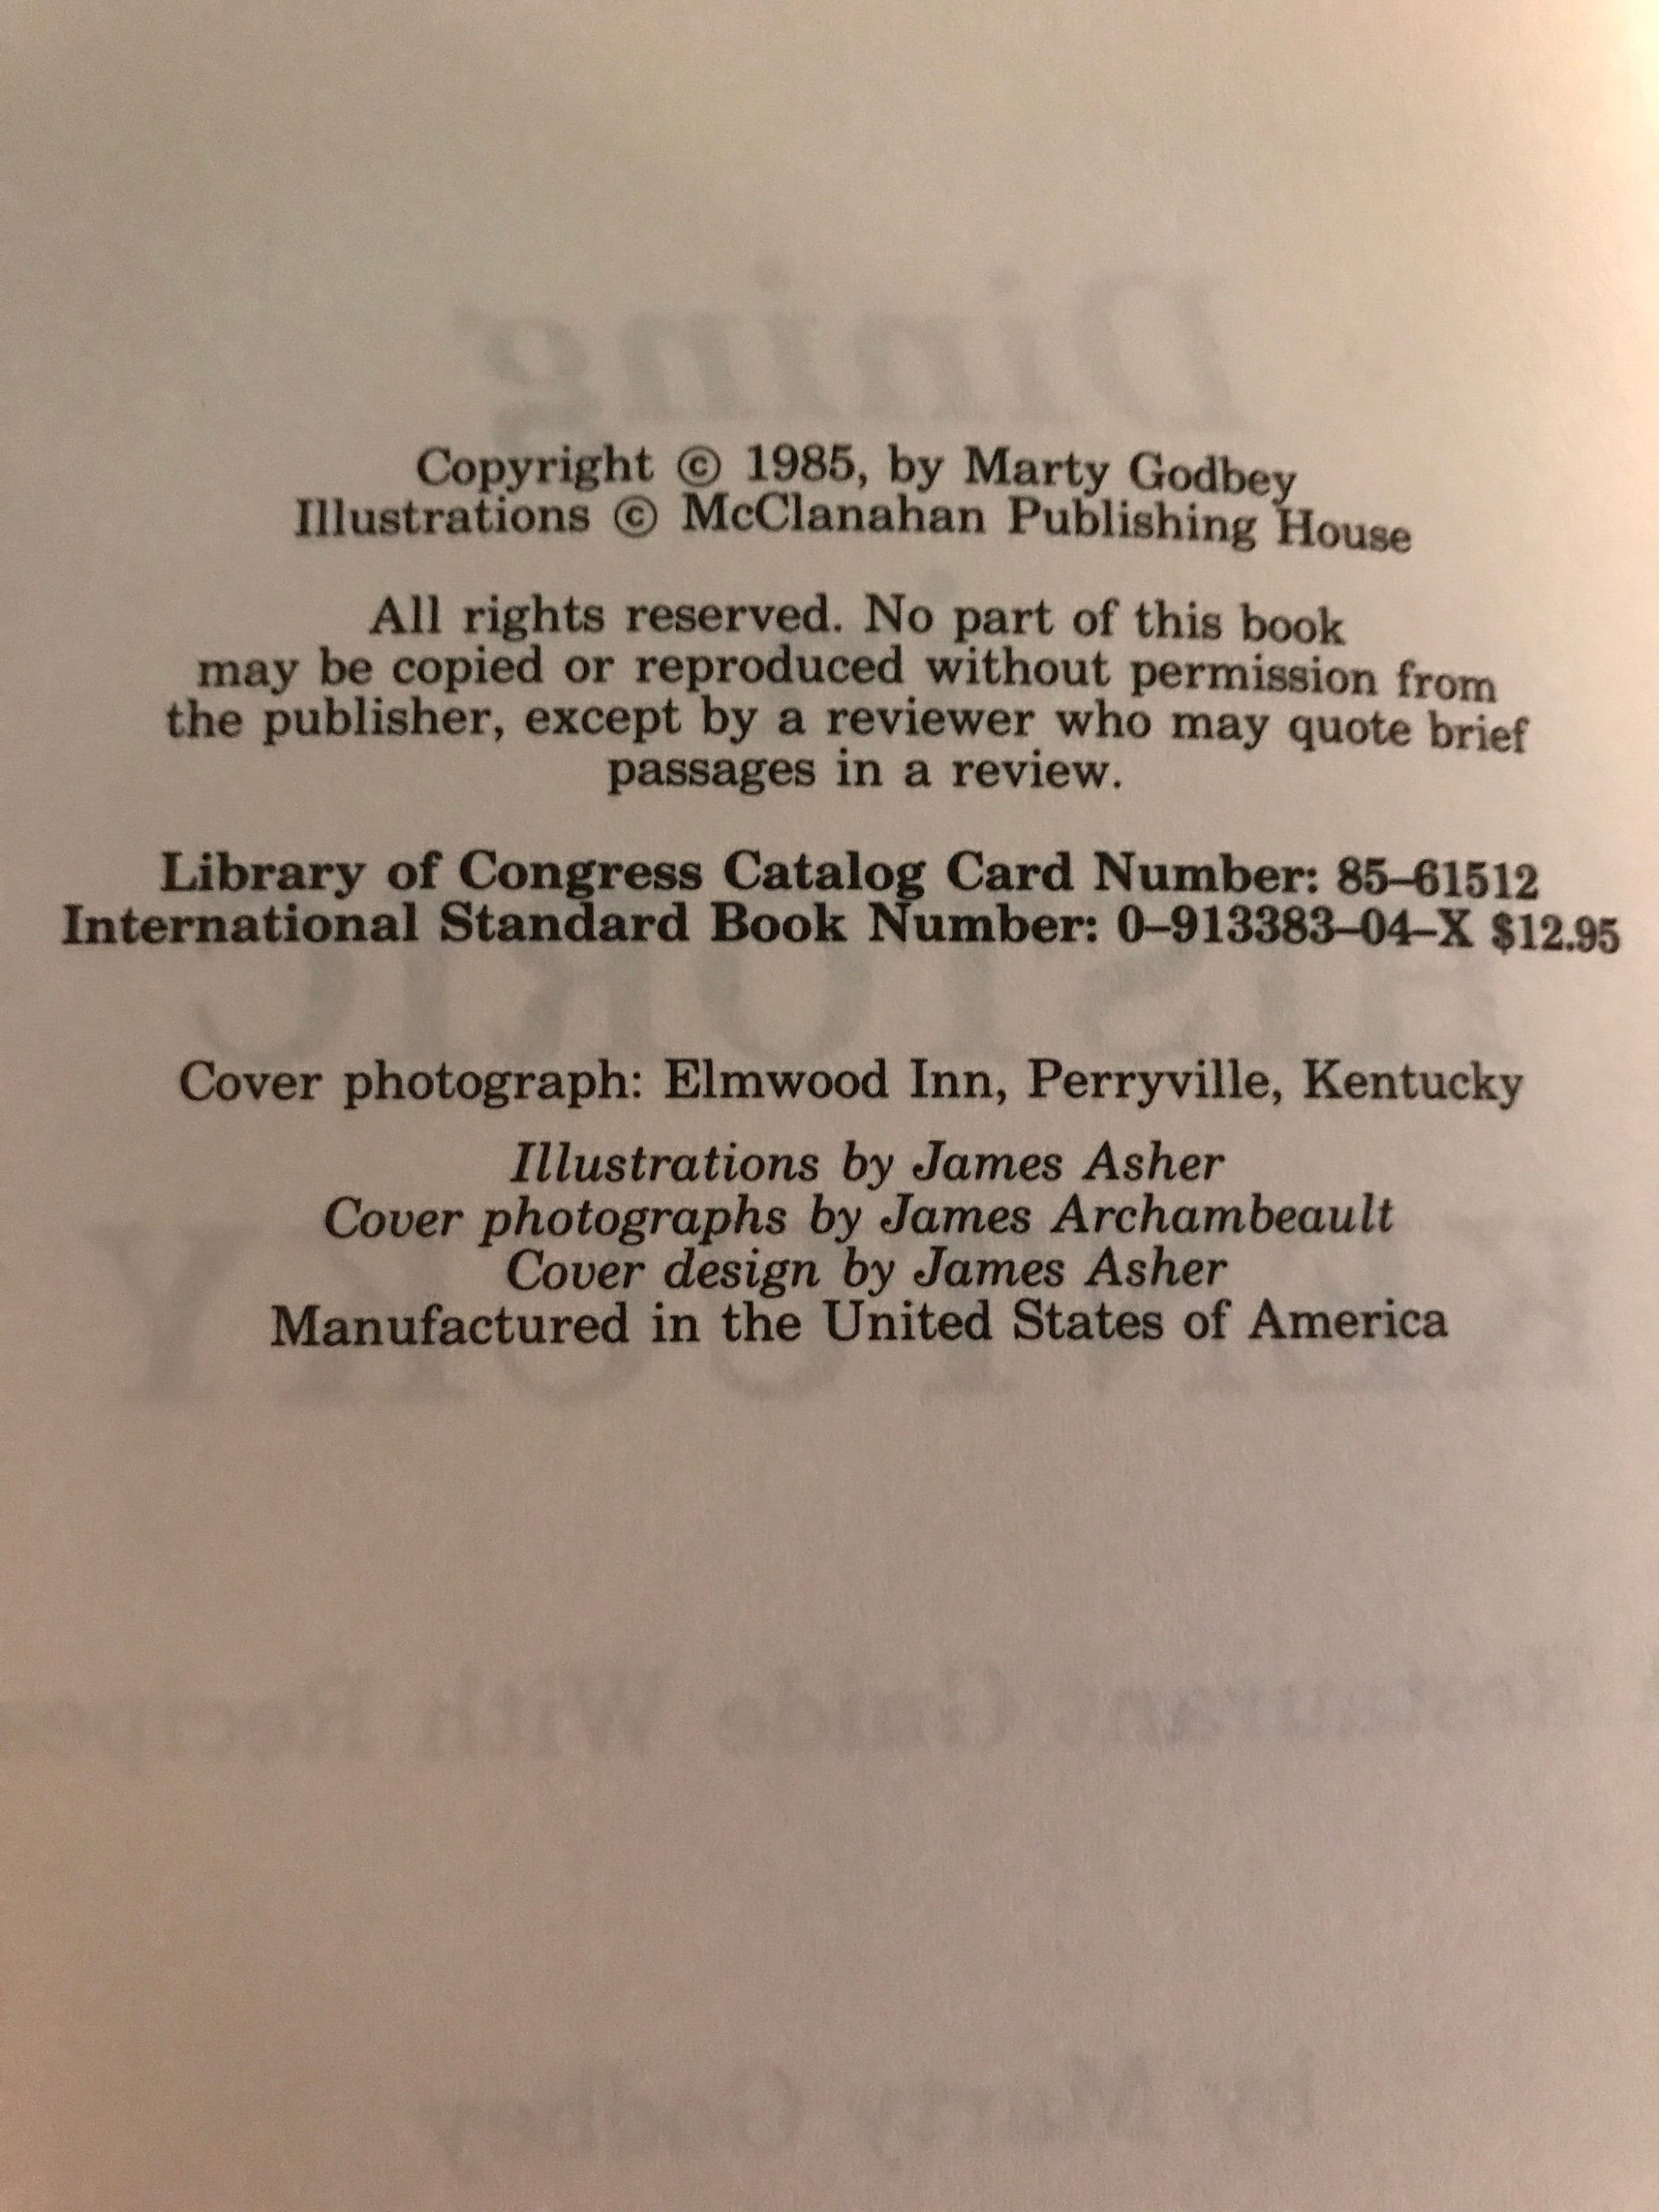 Copyright © 1985, by Marty Godbey
Illustrations © McClanahan Publishing House
All rights reserved. No part of this book
may be copied or reproduced without permission from
the publisher, except by a reviewer who may quote brief
passages in a review.
Library of Congress Catalog Card Number: 85–61512
International Standard Book Number: 0–913383–04–X $12.95
Cover photograph: Elmwood Inn, Perryville, Kentucky
Illustrations by James Asher
Cover photographs by James Archambeault
Cover design by James Asher
Manufactured in the United States of America